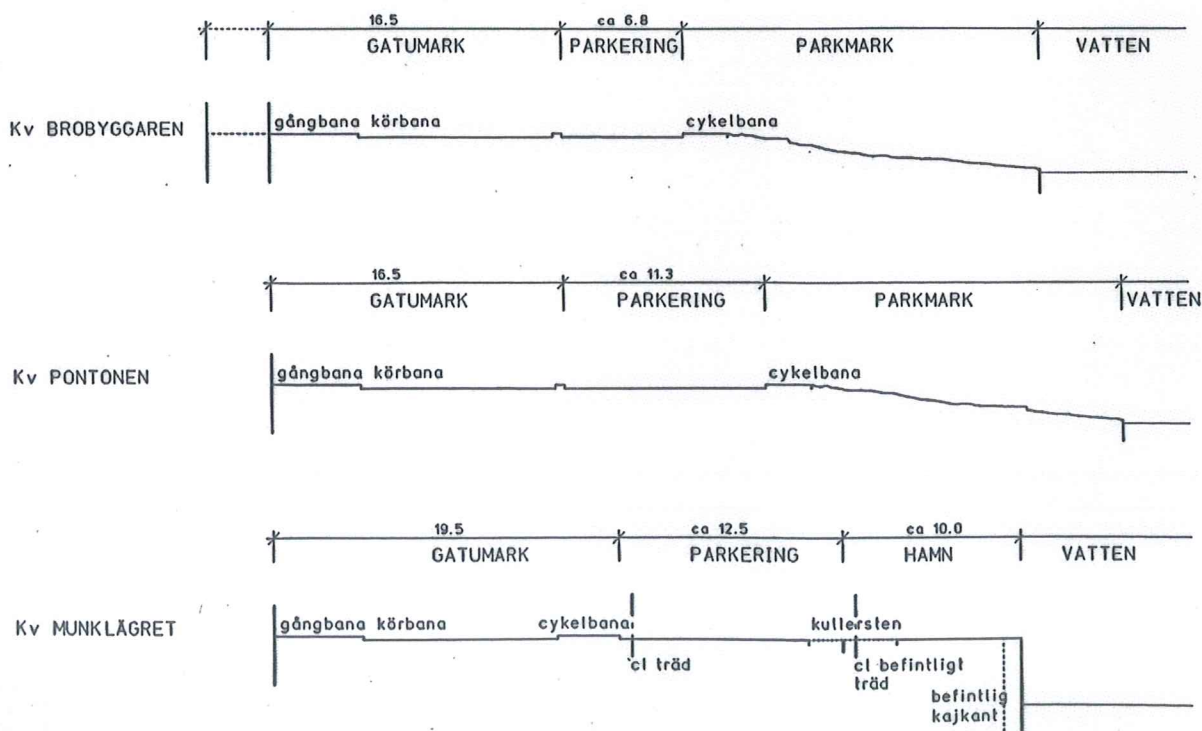 16.5 ca 6.8
GATUMARK PARKERING PARKMARK VATTEN
Kv BROBYGGAREN
gångbana körbana cykelbana
16.5 ca 11.3
GATUMARK PARKERING PARKMARK VATTEN
Kv PONTONEN
gångbana körbana cykelbana
19.5 ca 12.5 ca 10.0
GATUMARK PARKERING HAMN VATTEN
Kv MUNKLÄGRET
gångbana körbana cykelbana kullersten
cl träd cl befintligt
träd
befintlig
kajkant